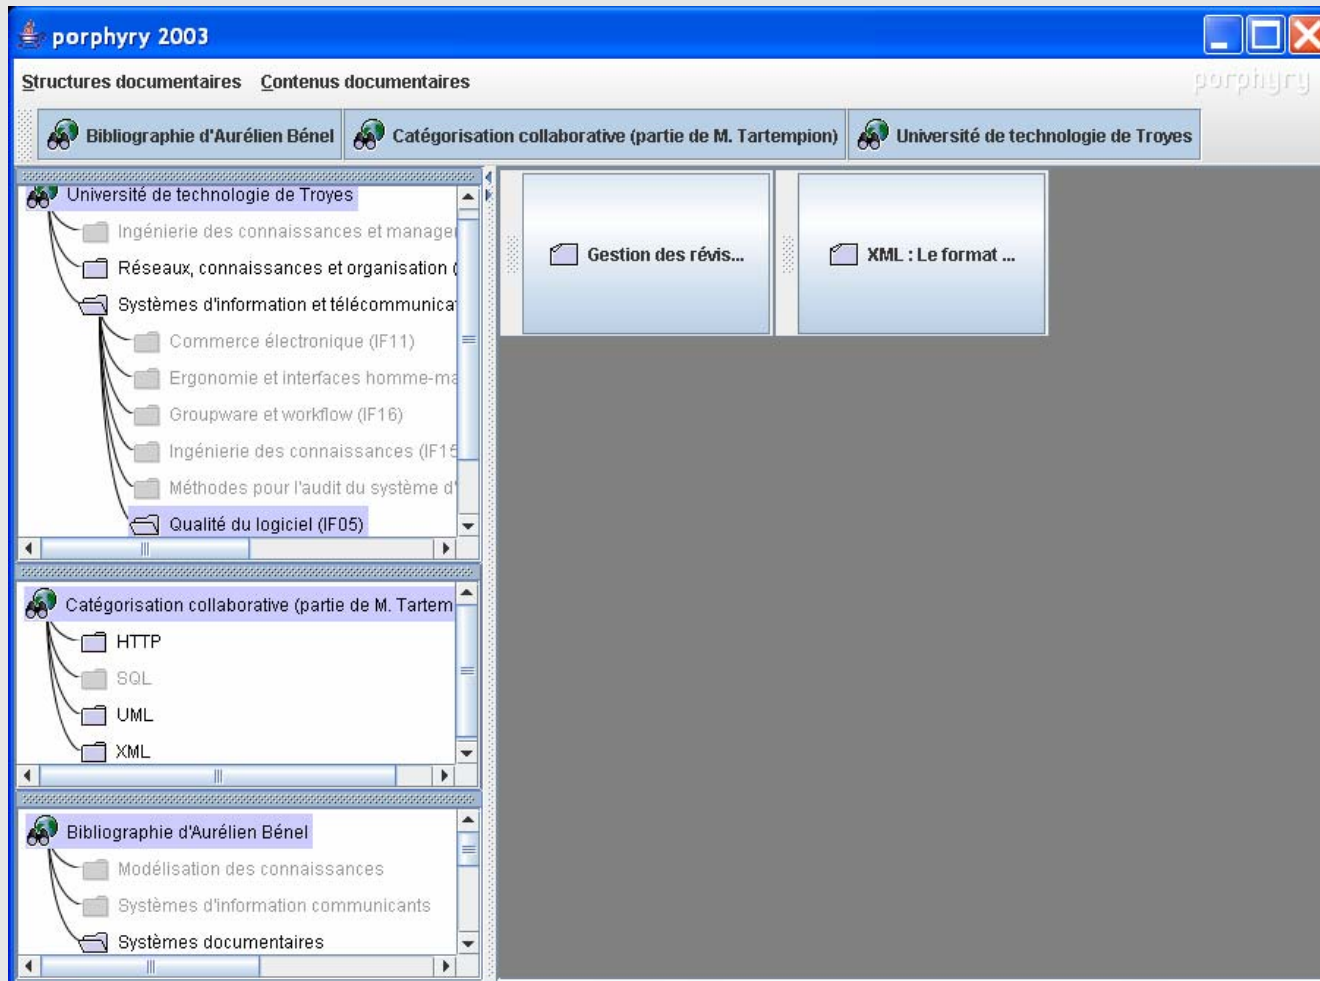 porphyry 2003
Structures documentaires Contenus documentaires
porphyry
Bibliographie d'Aurélien Bénel Catégorisation collaborative (partie de M. Tartempion) Université de technologie de Troyes
Université de technologie de Troyes
Ingénierie des connaissances et manage
Réseaux, connaissances et organisation (
Systèmes d'information et télécommunica
Commerce électronique (IF11)
Ergonomie et interfaces homme-ma
Groupware et workflow (IF16)
Ingénierie des connaissances (IF15
Méthodes pour l'audit du système d'
Qualité du logiciel (IF05)
Gestion des révis...
XML : Le format ...
Catégorisation collaborative (partie de M. Tartem
HTTP
SQL
UML
XML
Bibliographie d'Aurélien Bénel
Modélisation des connaissances
Systèmes d'information communicants
Systèmes documentaires